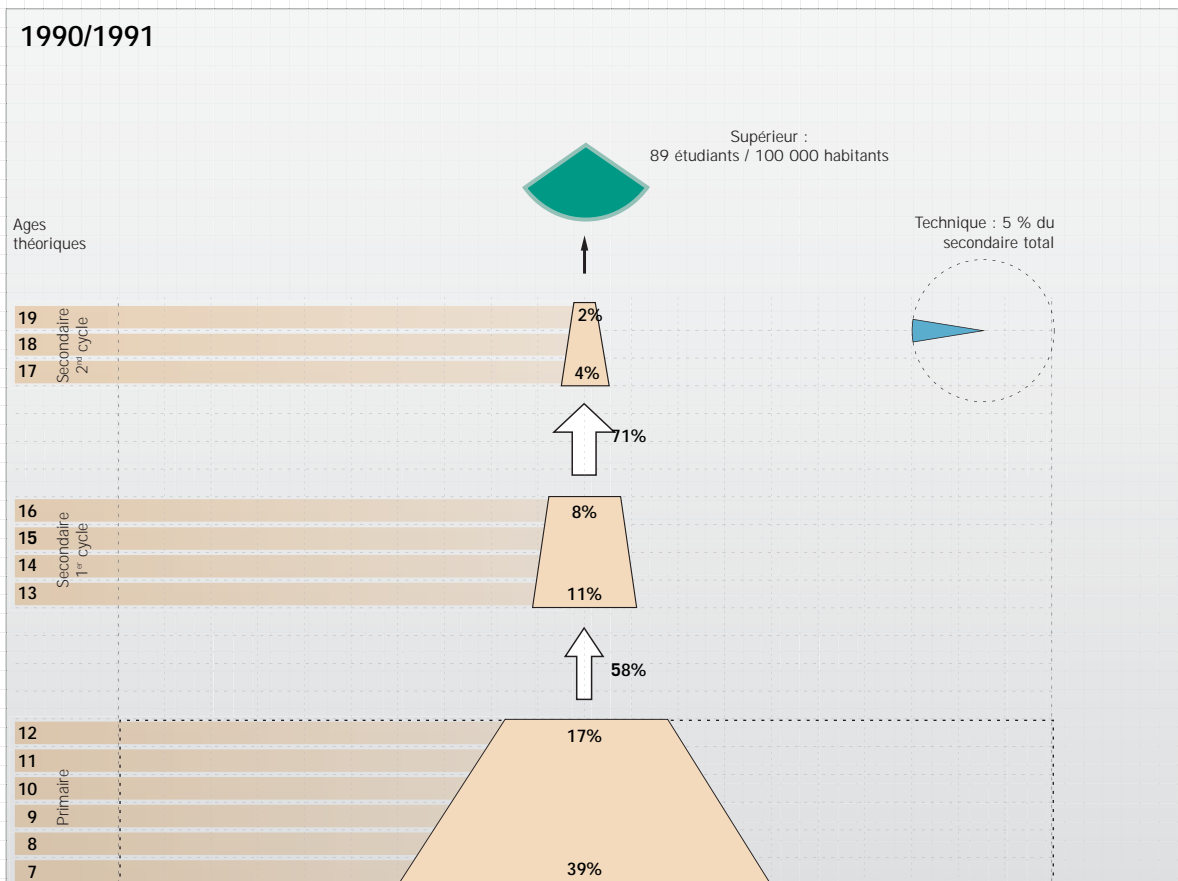 1990/1991
Supérieur :
89 étudiants / 100 000 habitants
Ages
théoriques
Technique : 5 % du
secondaire total
19
18
17
Secondaire
2nd cycle
2%
4%
71%
16
15
14
13
Secondaire
1er cycle
8%
11%
58%
12
11
10
9
8
7
Primaire
17%
39%